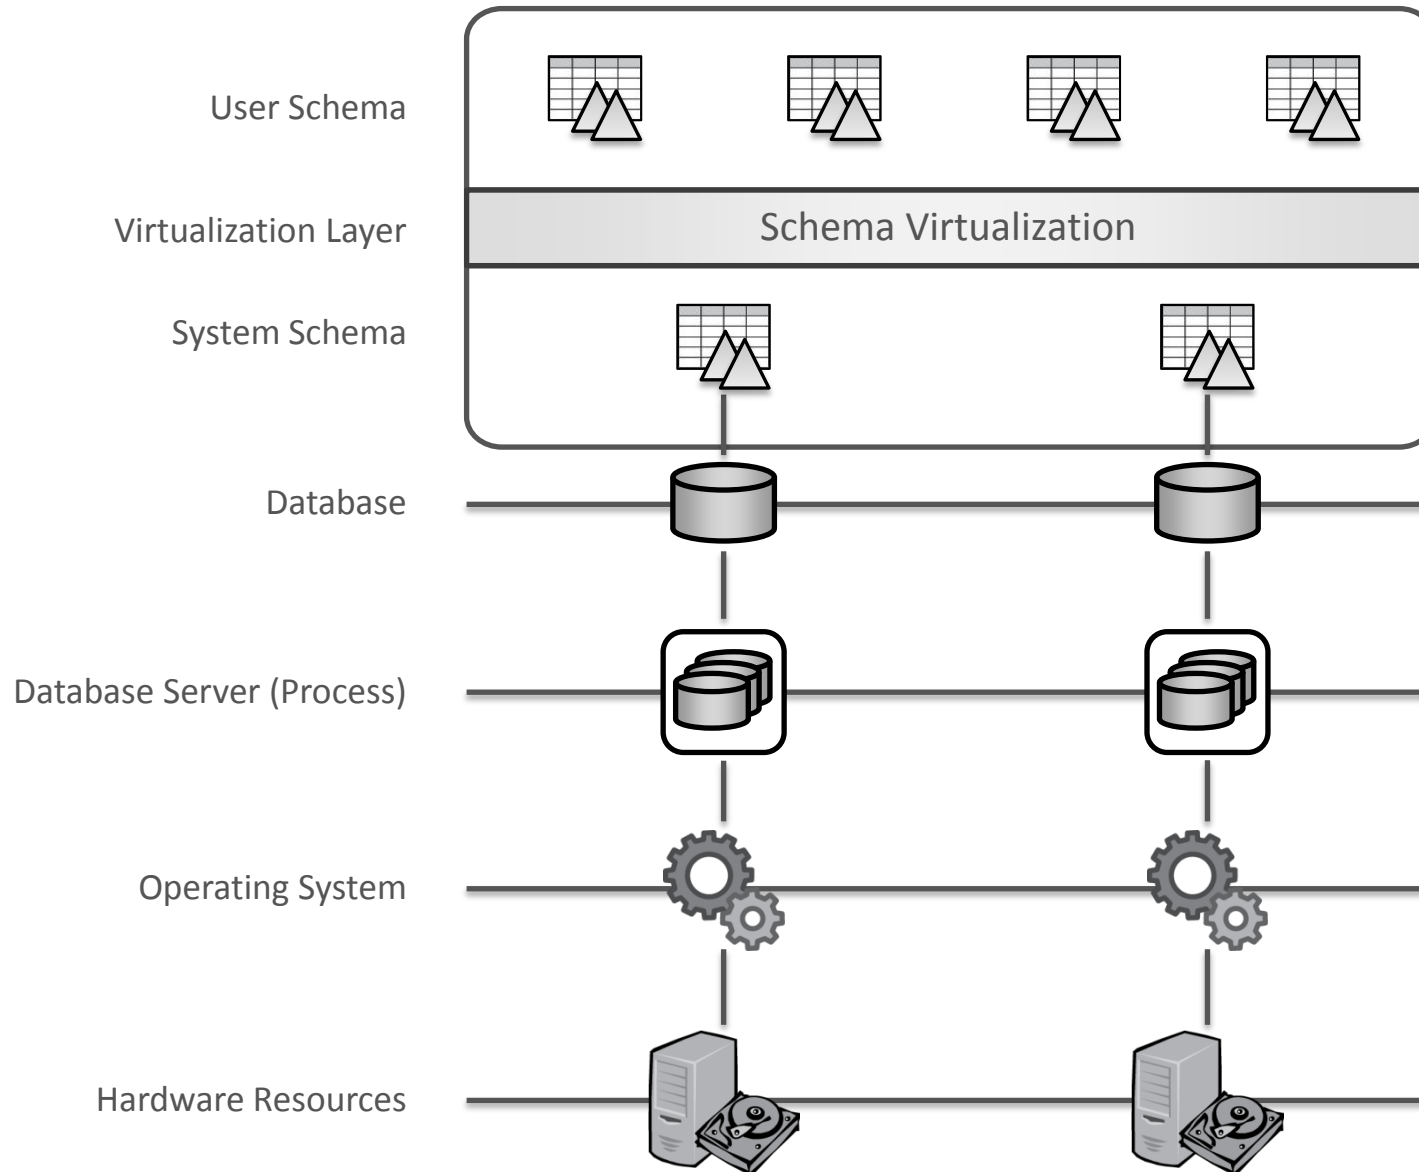 User Schema
Virtualization Layer
Schema Virtualization
System Schema
Database
Database Server (Process)
Operating System
Hardware Resources